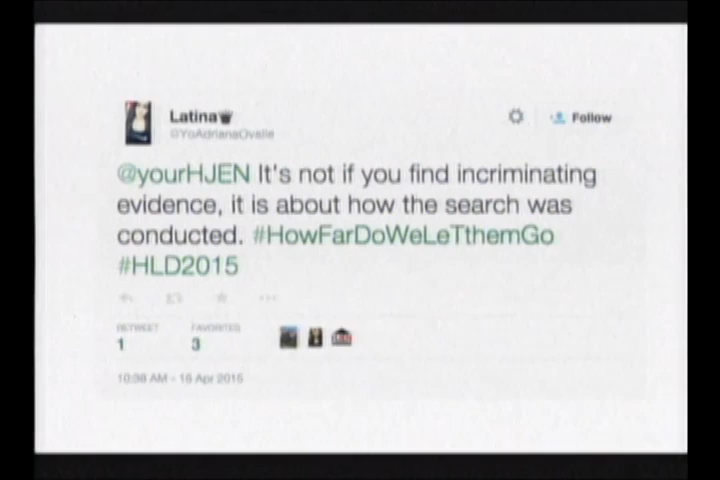 Latina
@YoAdrianaOvalle
Follow
@yourHJEN It's not if you find incriminating
evidence, it is about how the search was
conducted. #HowFarDoWeLeTthemGo
#HLD2015
RETWEET
FAVORITES
1
3
10:38 AM - 16 Apr 2015